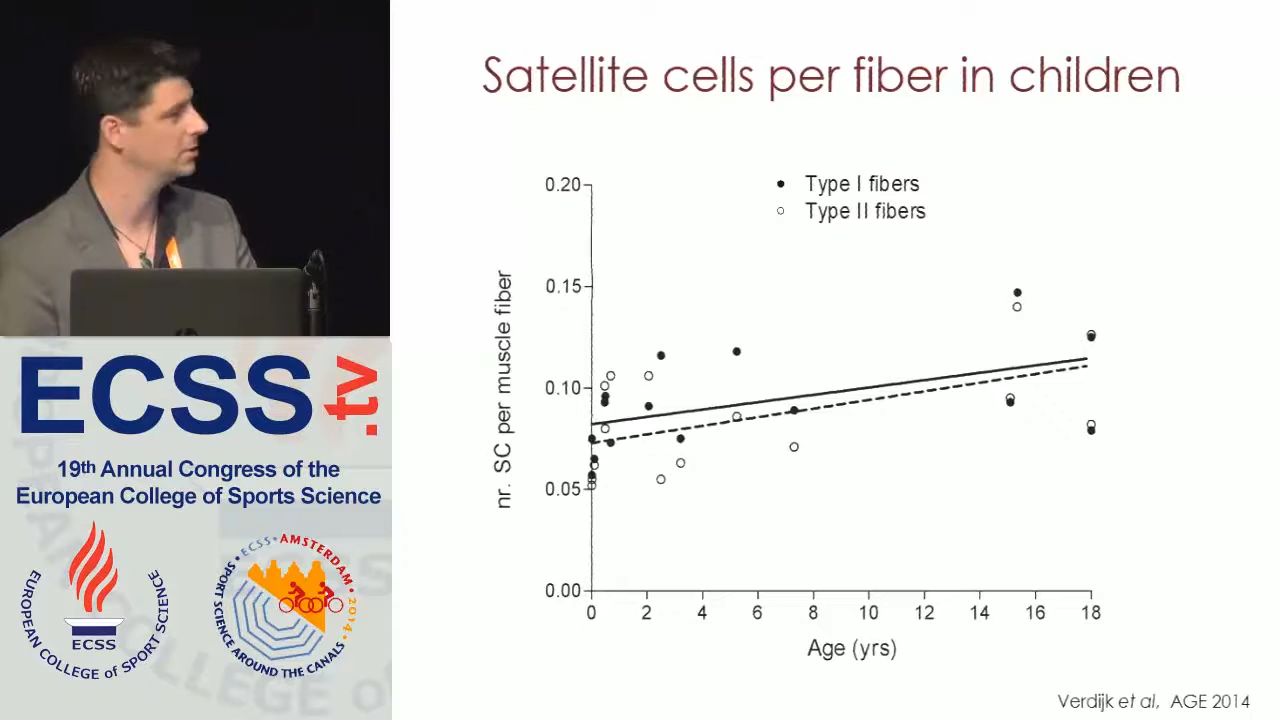 Satellite cells per fiber in children
Type I fibers
Type II fibers
0.20
0.15
0.10
0.05
0.00
nr. SC per muscle fiber
0 2 4 6 8 10 12 14 16 18
Age (yrs)
Verdijk et al, AGE 2014
ECSS.tv
19th Annual Congress of the
European College of Sports Science
EUROPEAN COLLEGE of SPORT SCIENCE
ECSS
ECSS • AMSTERDAM 2014 •
SPORT SCIENCE AROUND THE CANALS